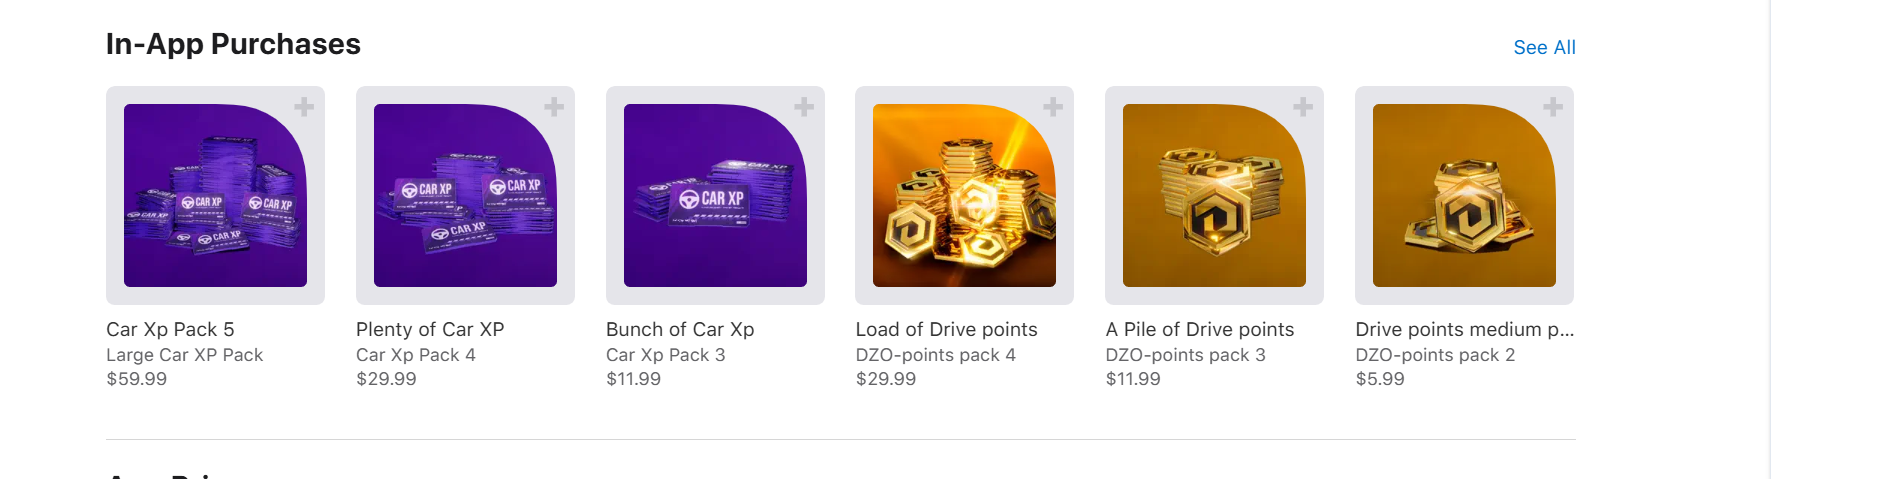 In-App Purchases
See All
CAR XP
CAR XP
CAR XP
CAR XP
CAR XP
CAR XP
CAR XP
CAR XP
CAR XP
Car Xp Pack 5
Large Car XP Pack
$59.99
Plenty of Car XP
Car Xp Pack 4
$29.99
Bunch of Car Xp
Car Xp Pack 3
$11.99
Load of Drive points
DZO-points pack 4
$29.99
A Pile of Drive points
DZO-points pack 3
$11.99
Drive points medium p...
DZO-points pack 2
$5.99